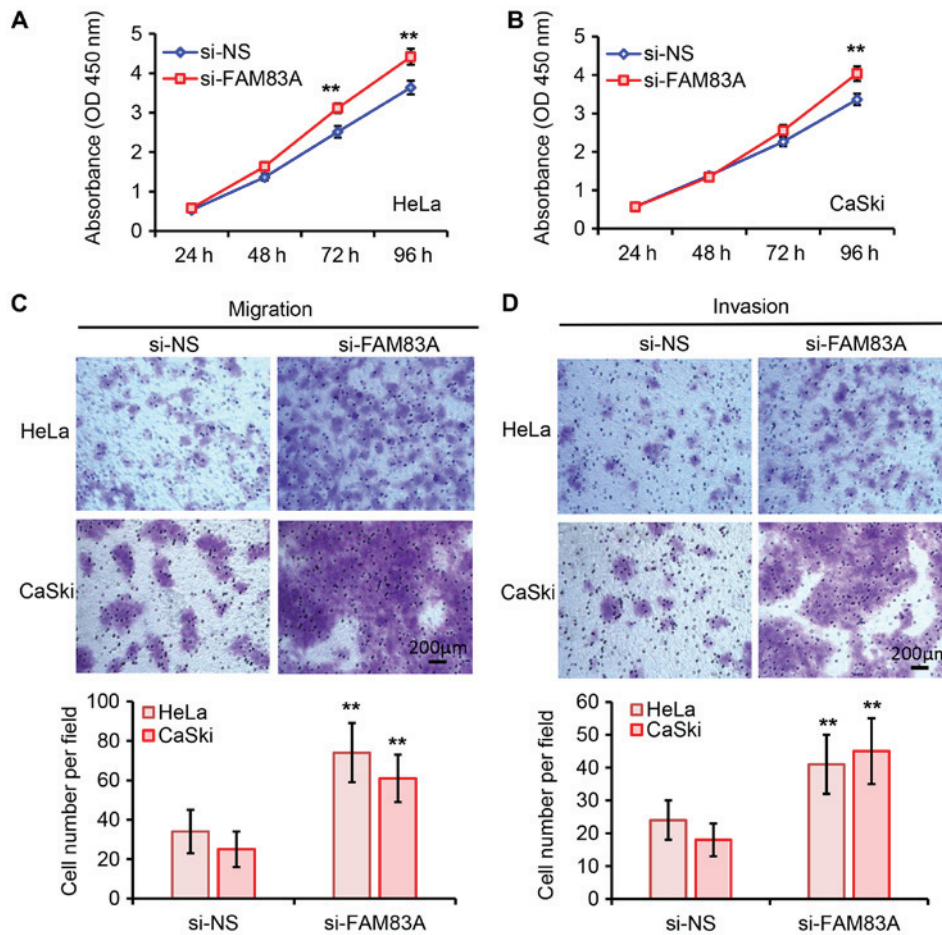 A
Absorbance (OD 450 nm)
5
4
3
2
1
0
si-NS
si-FAM83A
**
**
HeLa
24 h 48 h 72 h 96 h
B
Absorbance (OD 450 nm)
5
4
3
2
1
0
si-NS
si-FAM83A
**
CaSki
24 h 48 h 72 h 96 h
C
Migration
si-NS si-FAM83A
HeLa
CaSki
200μm
Cell number per field
100
80
60
40
20
0
HeLa
CaSki
**
**
si-NS si-FAM83A
D
Invasion
si-NS si-FAM83A
HeLa
CaSki
200μm
Cell number per field
60
50
40
30
20
10
0
HeLa
CaSki
**
**
si-NS si-FAM83A